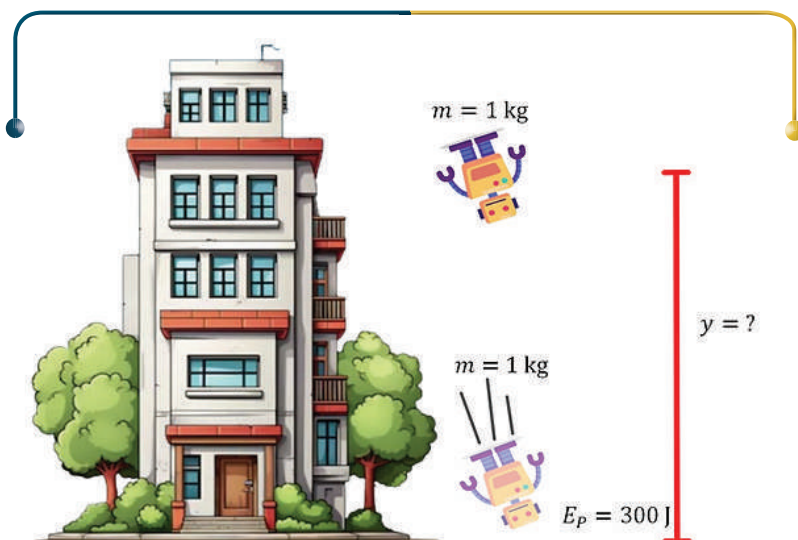 m = 1 kg
y = ?
m = 1 kg
E_P = 300 J